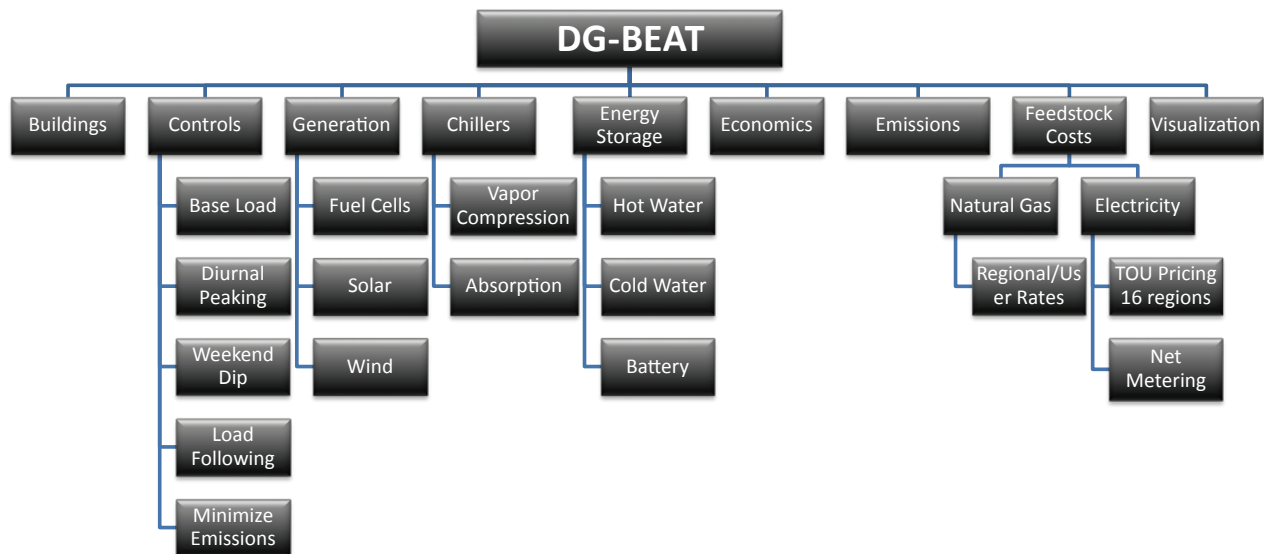 DG-BEAT
Buildings
Controls
Generation
Chillers
Energy
Storage
Economics
Emissions
Feedstock
Costs
Visualization
Base Load
Diurnal
Peaking
Weekend
Dip
Load
Following
Minimize
Emissions
Fuel Cells
Solar
Wind
Vapor
Compression
Absorption
Hot Water
Cold Water
Battery
Natural Gas
Regional/Us
er Rates
Electricity
TOU Pricing
16 regions
Net
Metering